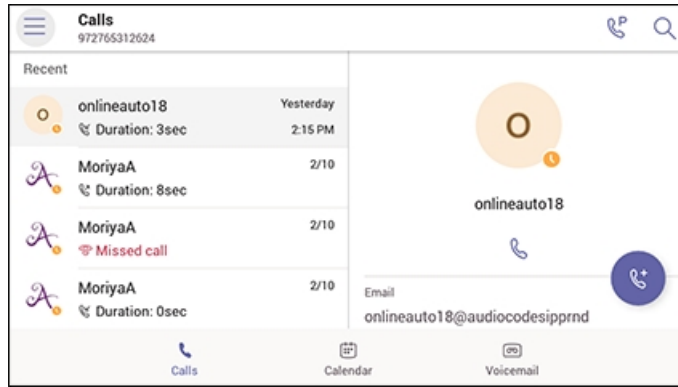 Calls
972765312624
P
Recent
O
onlineauto18
Yesterday
Duration: 3sec
2:15 PM
A
MoriyaA
2/10
Duration: 8sec
A
MoriyaA
2/10
Missed call
A
MoriyaA
2/10
Duration: 0sec
O
onlineauto18
Email
onlineauto18@audiocodesipprnd
Calls
Calendar
Voicemail